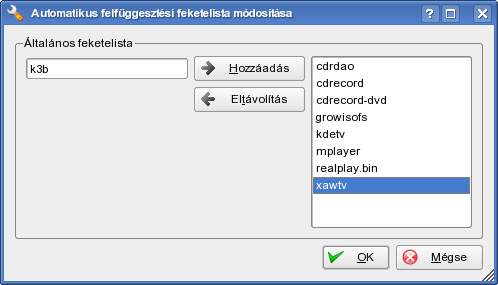 Automatikus felfüggesztési feketelista módosítása
Általános feketelista
k3b
Hozzáadás
Eltávolítás
cdrdao
cdrecord
cdrecord-dvd
growisofs
kdetv
mplayer
realplay.bin
xawtv
OK
Mégse